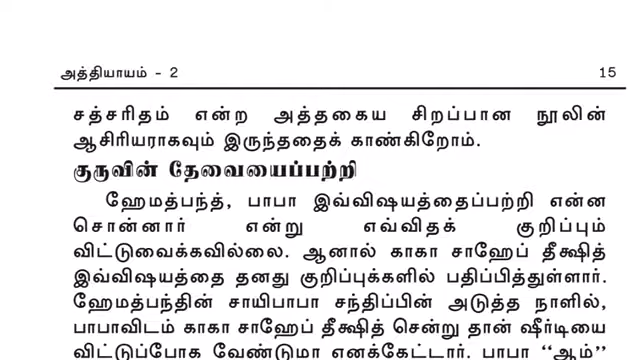 அத்தியாயம் - 2 15
சத்சரிதம் என்ற அத்தகைய சிறப்பான நூலின்
ஆசிரியராகவும் இருந்ததைக் காண்கிறோம்.
குருவின் தேவையைப்பற்றி
ஹேமத்பந்த், பாபா இவ்விஷயத்தைப்பற்றி என்ன
சொன்னார் என்று எவ்விதக் குறிப்பும்
விட்டுவைக்கவில்லை. ஆனால் காகா சாஹேப் தீக்ஷித்
இவ்விஷயத்தை தனது குறிப்புக்களில் பதிப்பித்துள்ளார்.
ஹேமத்பந்தின் சாயிபாபா சந்திப்பின் அடுத்த நாளில்,
பாபாவிடம் காகா சாஹேப் தீக்ஷித் சென்று தான் ஷீர்டியை
விட்டுப்போக வேண்டுமா எனக்கேட்டார். பாபா ‘‘ஆம்’’